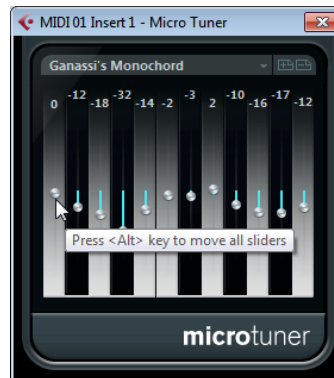 MIDI 01 Insert 1 - Micro Tuner
Ganassi's Monochord
0 -12 -18 -32 -14 -2 -3 2 -10 -16 -17 -12
Press <Alt> key to move all sliders
microtuner